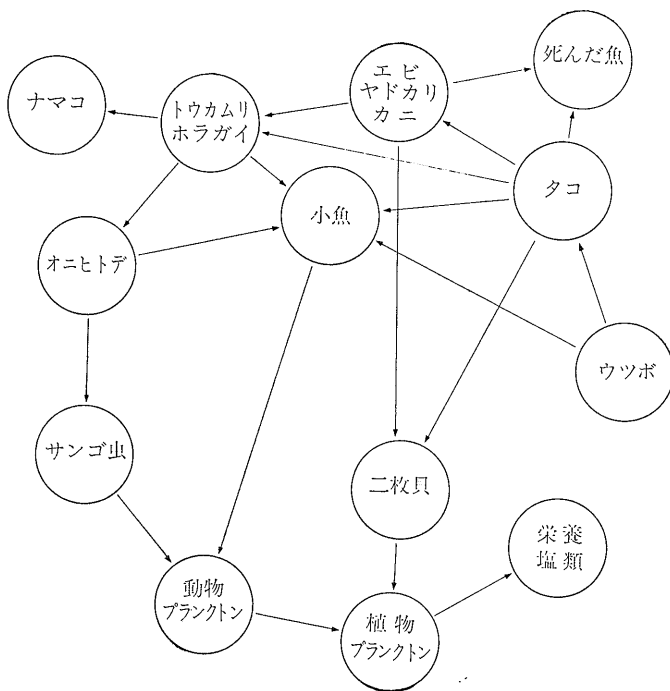 死んだ魚
エビ
ヤドカリ
カニ
ナマコ
トウカムリ
ホラガイ
タコ
小魚
オニヒトデ
ウツボ
サンゴ虫
二枚貝
栄養
塩類
動物
プランクトン
植物
プランクトン